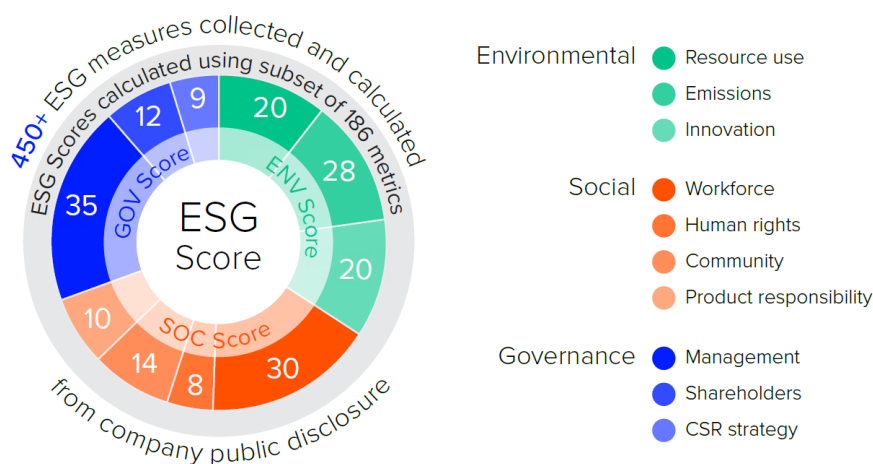 450+ ESG measures collected and calculated
ESG Scores calculated using subset of 186 metrics
from company public disclosure
ESG
Score
ENV Score
20
28
20
SOC Score
30
8
14
10
GOV Score
35
12
9
Environmental
Resource use
Emissions
Innovation
Social
Workforce
Human rights
Community
Product responsibility
Governance
Management
Shareholders
CSR strategy